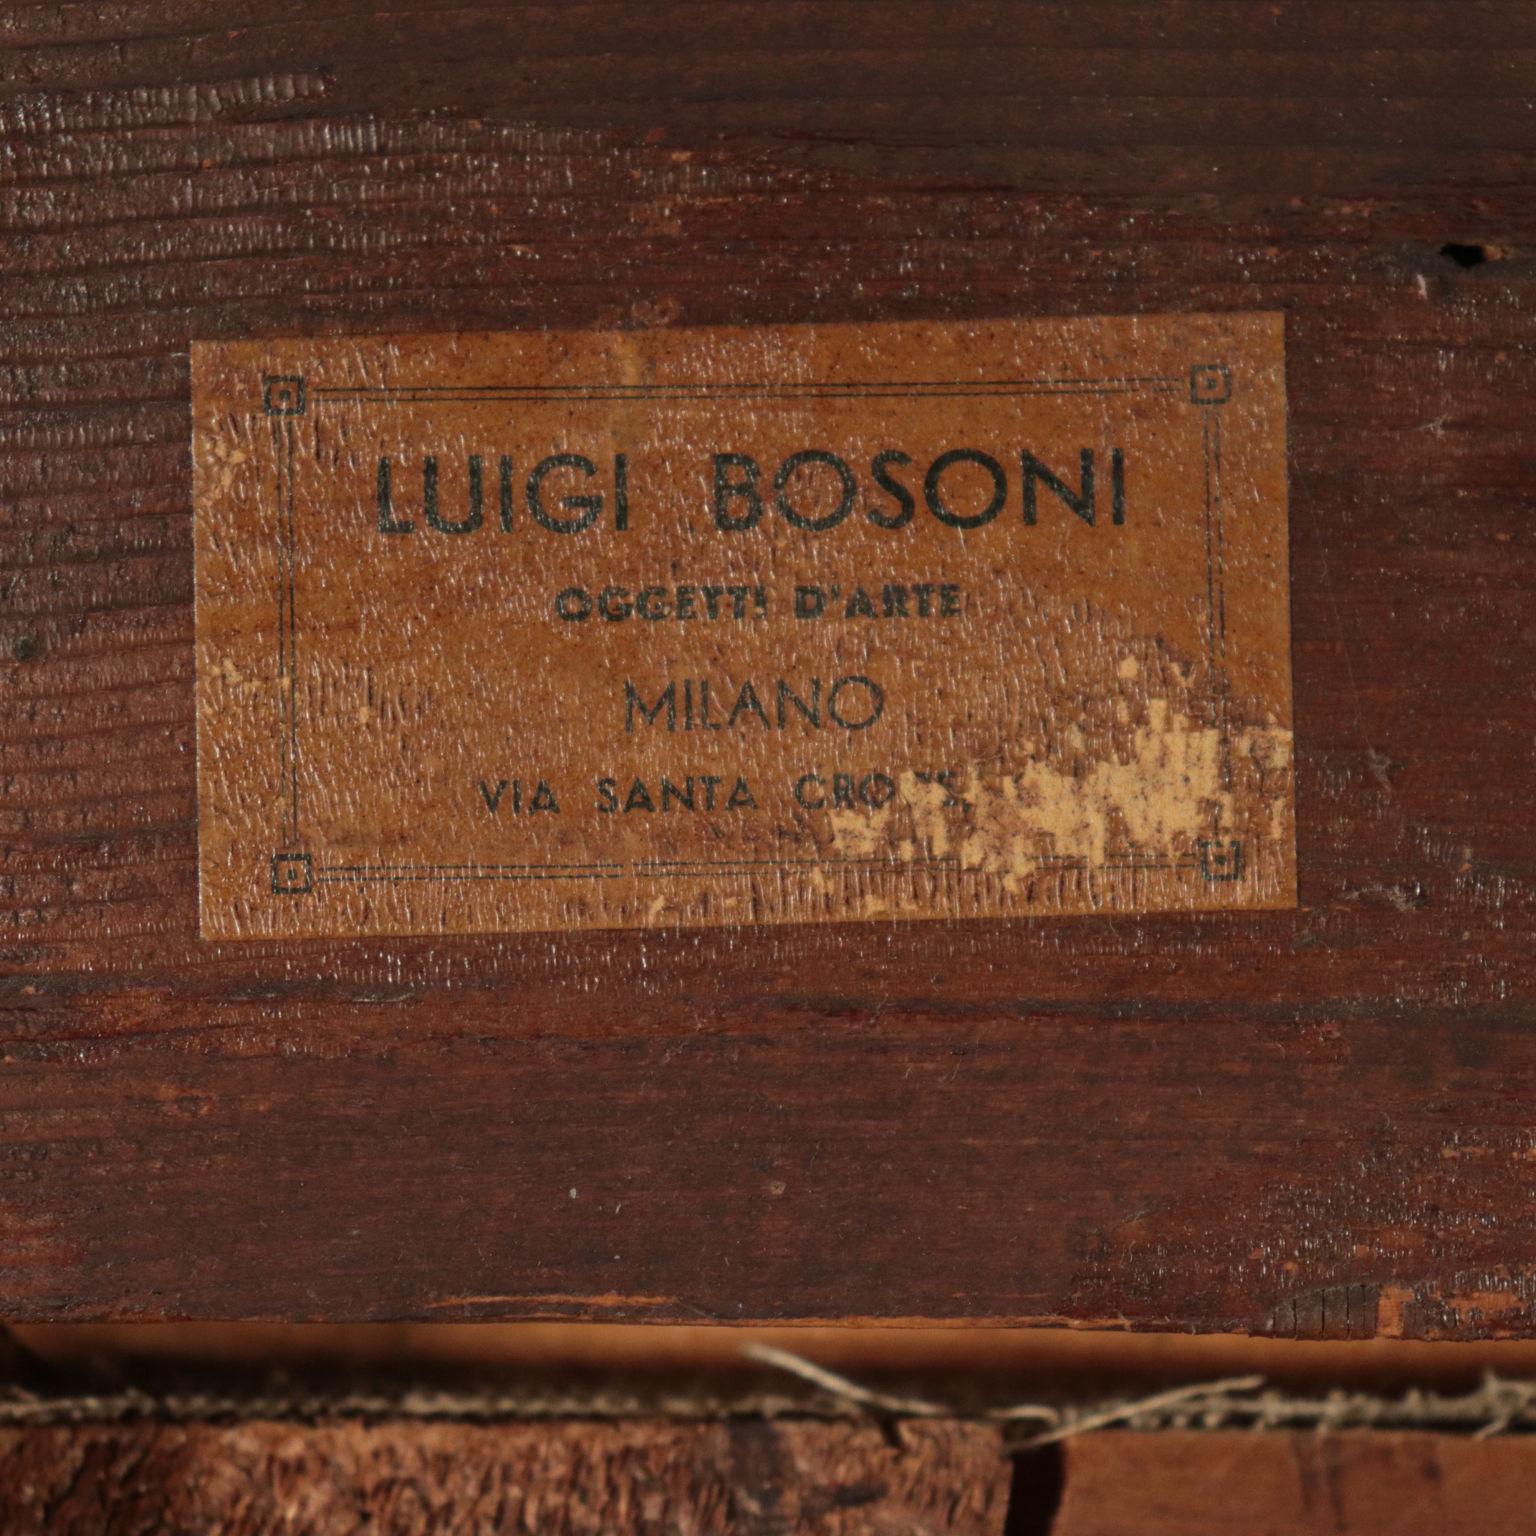 LUIGI BOSONI
OGGETTI D'ARTE
MILANO
VIA SANTA